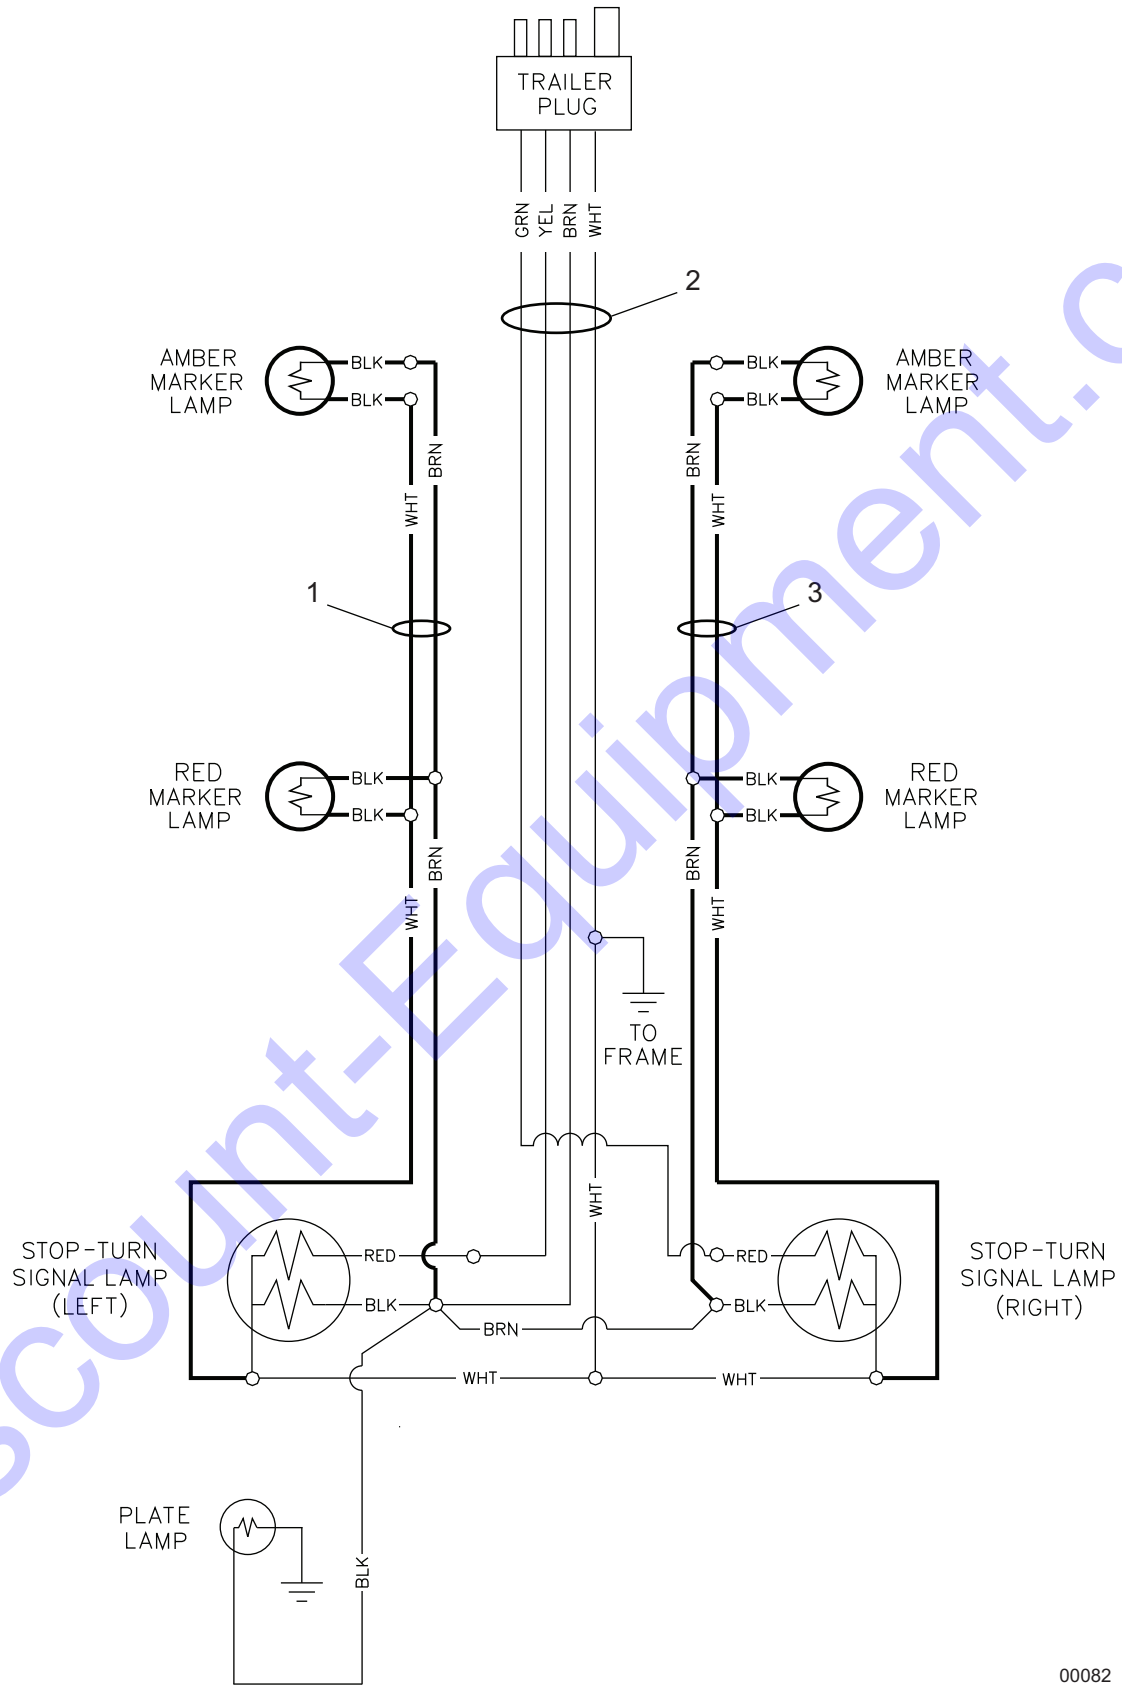 TRAILER
PLUG
GRN
YEL
BRN
WHT
2
AMBER
MARKER
LAMP
BLK
BLK
BLK
BLK
AMBER
MARKER
LAMP
BRN
WHT
BRN
WHT
1
3
RED
MARKER
LAMP
BLK
BLK
BLK
BLK
RED
MARKER
LAMP
BRN
WHT
BRN
WHT
TO
FRAME
WHT
STOP-TURN
SIGNAL LAMP
(LEFT)
RED
BLK
RED
BLK
STOP-TURN
SIGNAL LAMP
(RIGHT)
BRN
WHT
WHT
PLATE
LAMP
BLK
00082
scount-Equipment.c